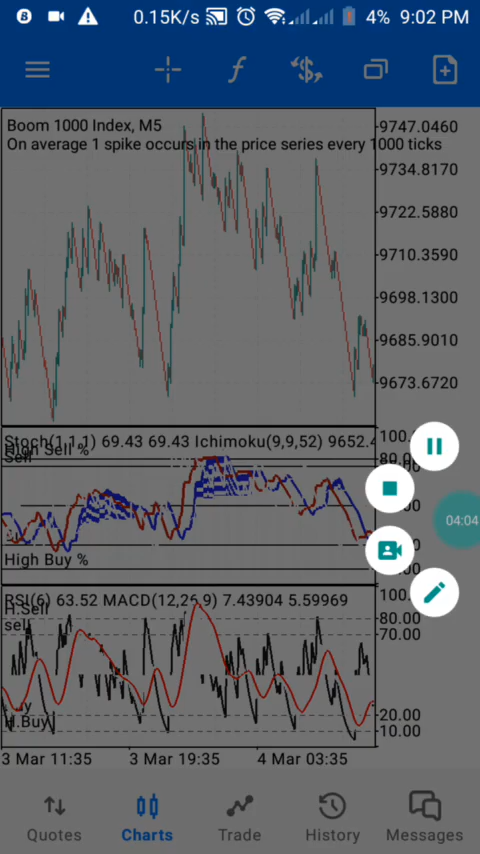 0.15K/s 4% 9:02 PM
Boom 1000 Index, M5
On average 1 spike occurs in the price series every 1000 ticks
9747.0460
9734.8170
9722.5880
9710.3590
9698.1300
9685.9010
9673.6720
Stoch(1,1,1) 69.43 69.43 Ichimoku(9,9,52) 9652.4
100.
High Sell %
80.0
Sell
High Buy %
04:04
RSI(6) 63.52 MACD(12,26,9) 7.43904 5.59969
100.
H.Sell
80.00
sell
70.00
20.00
H.Buy
10.00
3 Mar 11:35 3 Mar 19:35 4 Mar 03:35
Quotes Charts Trade History Messages